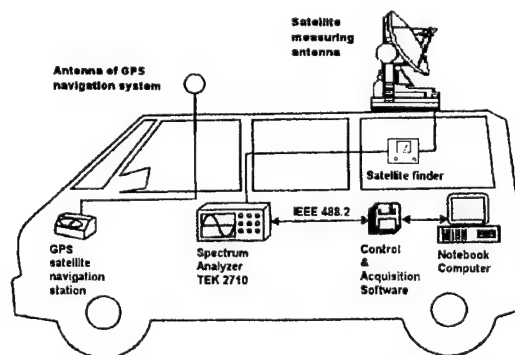 Satellite
measuring
antenna
Antenna of GPS
navigation system
Satellite finder
IEEE 488.2
GPS
satellite
navigation
station
Spectrum
Analyzer
TEK 2710
Control
&
Acquisition
Software
Notebook
Computer